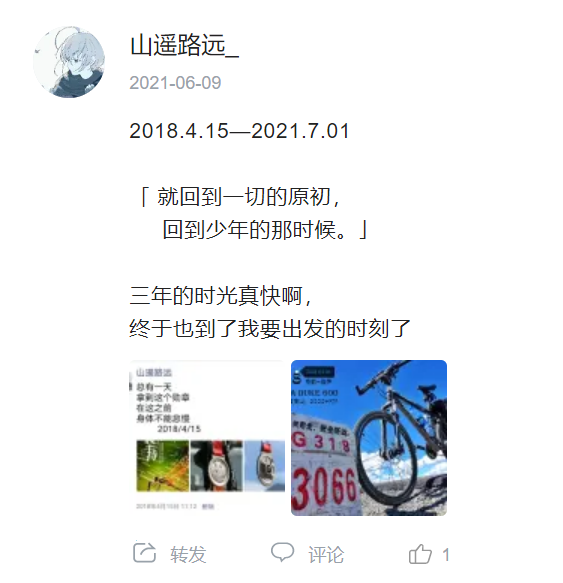 山遥路远_
2021-06-09
2018.4.15—2021.7.01
「 就回到一切的原初，
回到少年的那时候。」
三年的时光真快啊，
终于也到了我要出发的时刻了
山遥路远
总有一天
拿到这个勋章
在这之前
身体不能怠慢
2018/4/15
G318
3066
转发
评论
1